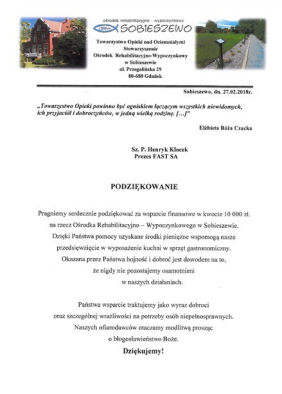 ośrodek rehabilitacyjno - wypoczynkowy
SOBIESZEWO
Towarzystwo Opieki nad Ociemniałymi
Stowarzyszenie
Ośrodek Rehabilitacyjno-Wypoczynkowy
w Sobieszewie
ul. Przegalińska 29
80-680 Gdańsk
Sobieszewo, dn. 27.02.2018r.
„Towarzystwo Opieki powinno być ogniskiem łączącym wszystkich niewidomych,
ich przyjaciół i dobroczyńców, w jedną wielką rodzinę. [...]”
Elżbieta Róża Czacka
Sz. P. Henryk Klocek
Prezes FAST SA
PODZIĘKOWANIE
Pragniemy serdecznie podziękować za wsparcie finansowe w kwocie 10 000 zł.
na rzecz Ośrodka Rehabilitacyjno – Wypoczynkowego w Sobieszewie.
Dzięki Państwa pomocy uzyskane środki pieniężne wspomogą nasze
przedsięwzięcie w wyposażenie kuchni w sprzęt gastronomiczny.
Okazana przez Państwa hojność i dobroć jest dowodem na to,
że nigdy nie pozostajemy osamotnieni
w naszych działaniach.
Państwa wsparcie traktujemy jako wyraz dobroci
oraz szczególnej wrażliwości na potrzeby osób niepełnosprawnych.
Naszych ofiarodawców otaczamy modlitwą prosząc
o błogosławieństwo Boże.
Dziękujemy!